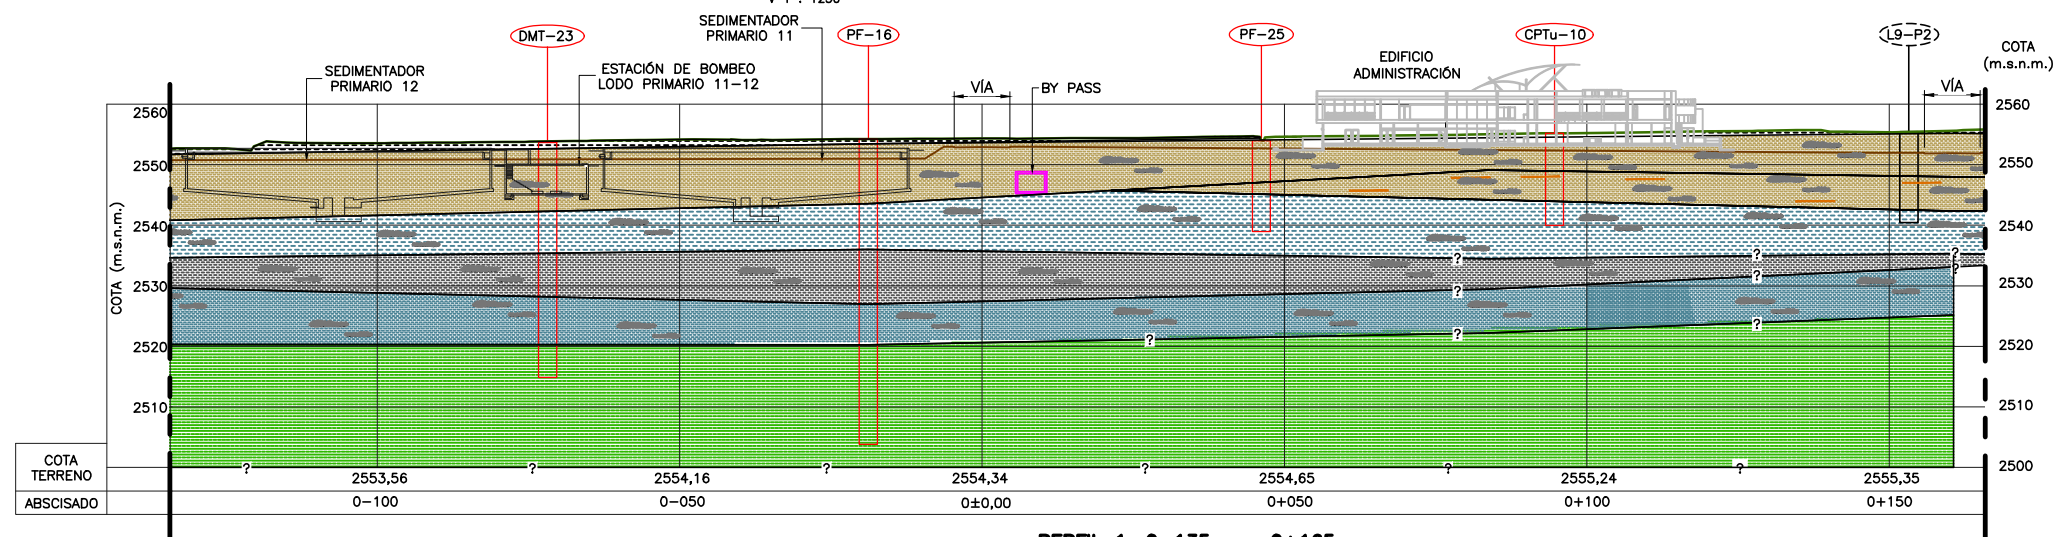 SEDIMENTADOR
PRIMARIO 11
DMT-23
PF-16
PF-25
CPTu-10
L9-P2
COTA
(m.s.n.m.)
EDIFICIO
ADMINISTRACIÓN
SEDIMENTADOR
PRIMARIO 12
ESTACIÓN DE BOMBEO
LODO PRIMARIO 11-12
VÍA
BY PASS
VÍA
2560
2560
2550
2550
2540
2540
COTA (m.s.n.m.)
? ? ?
? ? ?
2530
2530
? ? ?
2520
2520
2510
2510
2500
? ? ? ? ? ?
COTA
TERRENO
2553,56
2554,16
2554,34
2554,65
2555,24
2555,35
ABSCISADO
0-100
0-050
0±0,00
0+050
0+100
0+150